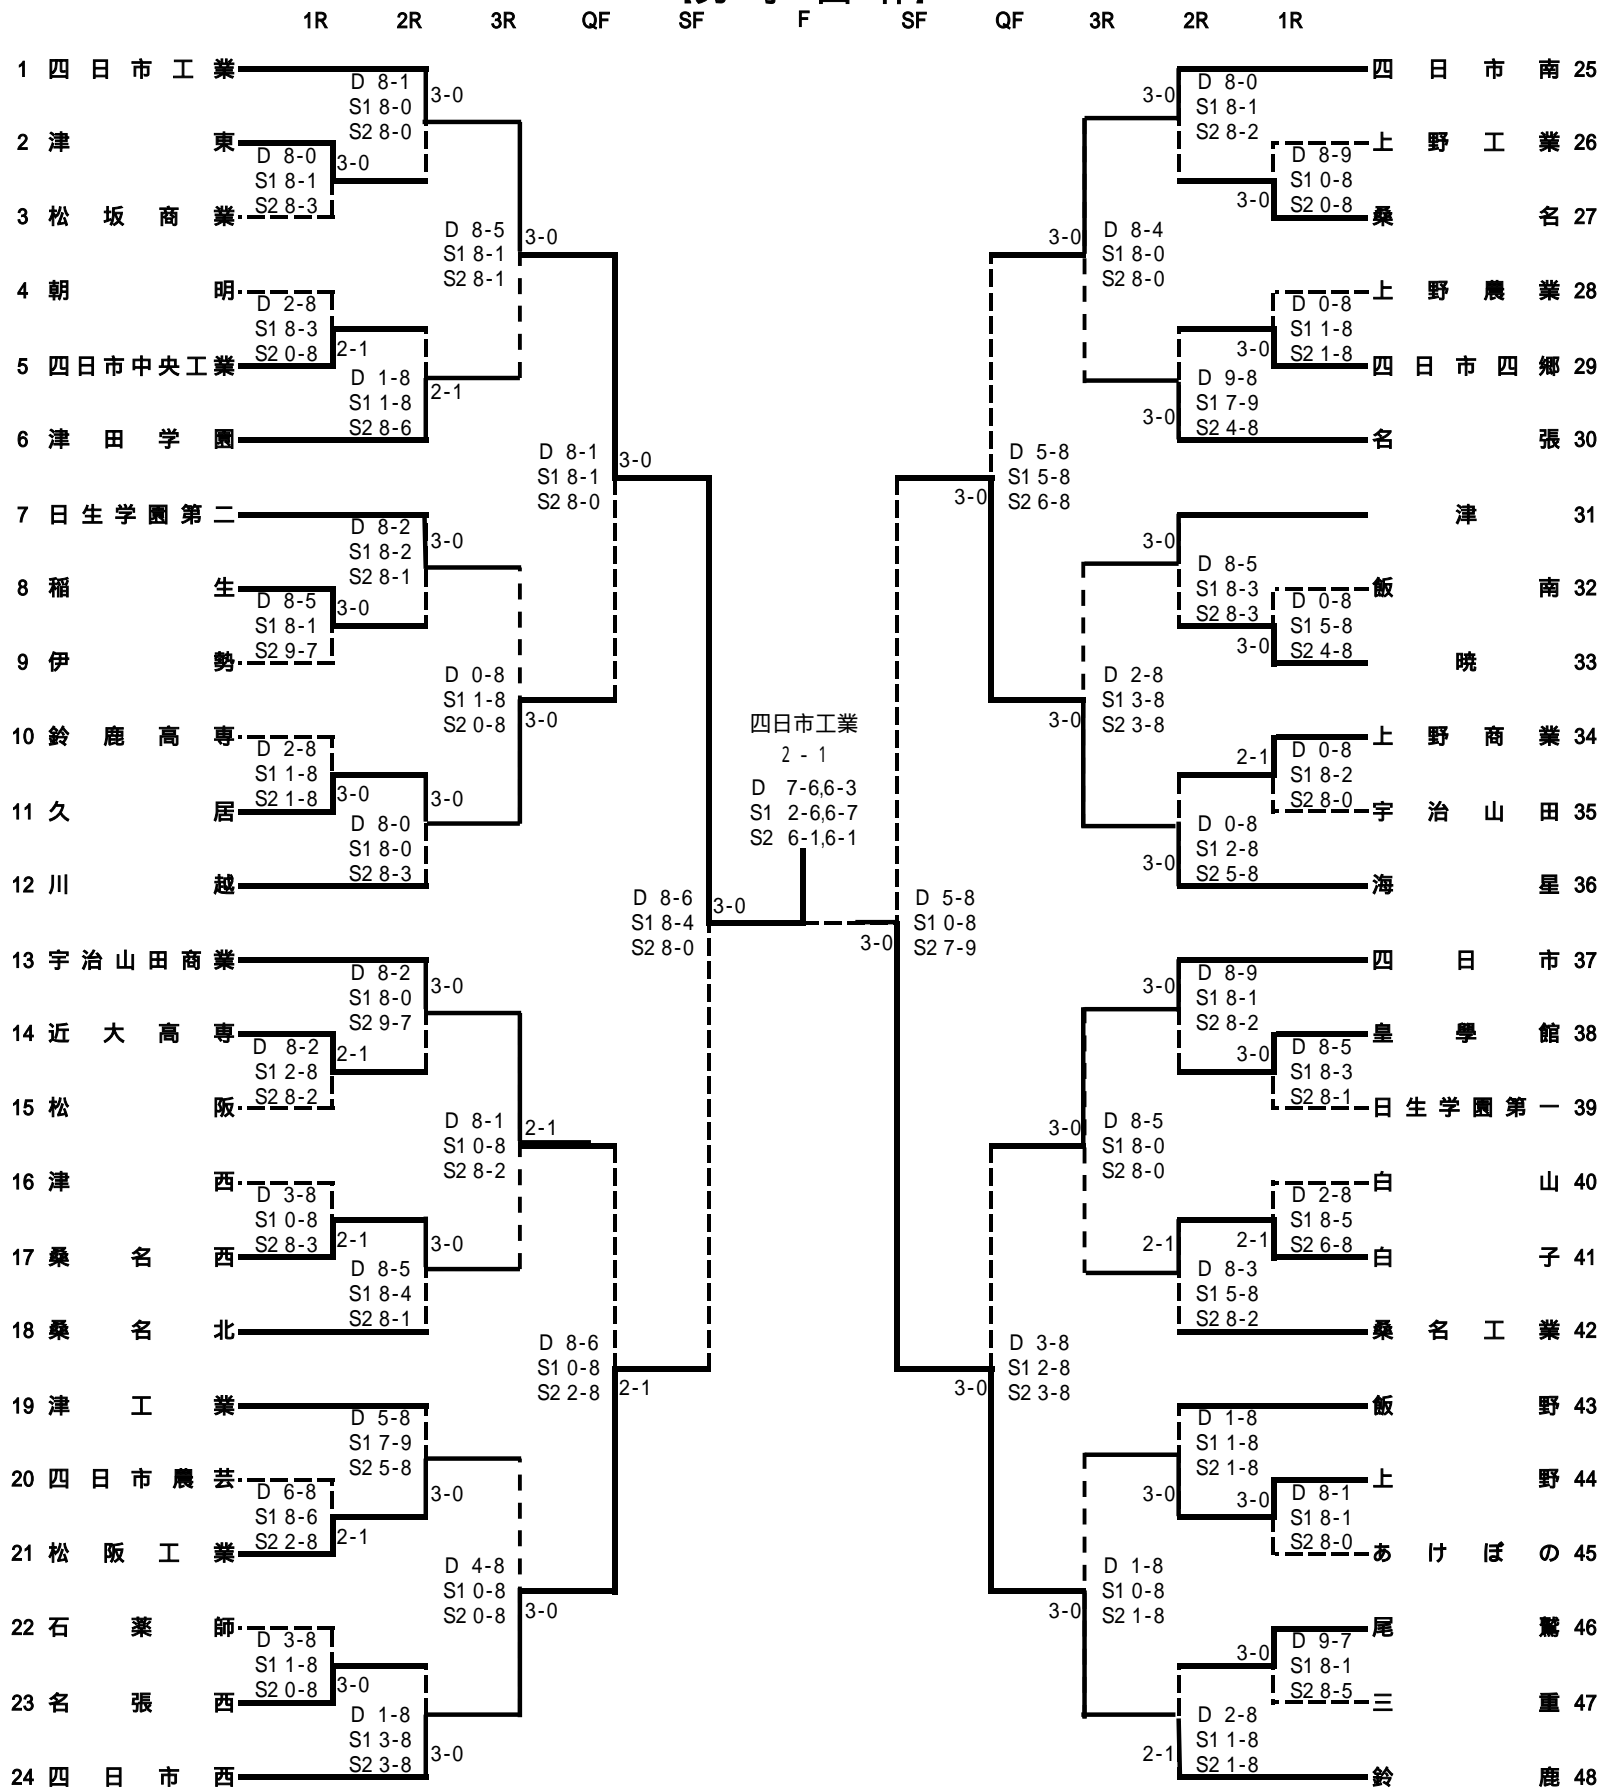 1R 2R 3R QF SF F SF QF 3R 2R 1R
1 四日市工業
D 8-1
S1 8-0
S2 8-0
3-0
2 津東
D 8-0
S1 8-1
S2 8-3
3-0
3 松坂商業
D 8-5
S1 8-1
S2 8-1
3-0
4 朝明
D 2-8
S1 8-3
S2 0-8
2-1
5 四日市中央工業
D 1-8
S1 1-8
S2 8-6
2-1
6 津田学園
D 8-1
S1 8-1
S2 8-0
3-0
7 日生学園第二
D 8-2
S1 8-2
S2 8-1
3-0
8 稲生
D 8-5
S1 8-1
S2 9-7
3-0
9 伊勢
D 0-8
S1 1-8
S2 0-8
3-0
10 鈴鹿高専
D 2-8
S1 1-8
S2 1-8
3-0
11 久居
D 8-0
S1 8-0
S2 8-3
3-0
12 川越
D 8-6
S1 8-4
S2 8-0
3-0
13 宇治山田商業
D 8-2
S1 8-0
S2 9-7
3-0
14 近大高専
D 8-2
S1 2-8
S2 8-2
2-1
15 松阪
D 8-1
S1 0-8
S2 8-2
2-1
16 津西
D 3-8
S1 0-8
S2 8-3
2-1
17 桑名西
D 8-5
S1 8-4
S2 8-1
3-0
18 桑名北
D 8-6
S1 0-8
S2 2-8
2-1
19 津工業
D 5-8
S1 7-9
S2 5-8
3-0
20 四日市農芸
D 6-8
S1 8-6
S2 2-8
2-1
21 松阪工業
D 4-8
S1 0-8
S2 0-8
3-0
22 石薬師
D 3-8
S1 1-8
S2 0-8
3-0
23 名張西
D 1-8
S1 3-8
S2 3-8
3-0
24 四日市西
四日市工業
2 - 1
D 7-6,6-3
S1 2-6,6-7
S2 6-1,6-1
四日市南 25
3-0
D 8-0
S1 8-1
S2 8-2
上野工業 26
D 8-9
S1 0-8
S2 0-8
3-0
桑名 27
3-0
D 8-4
S1 8-0
S2 8-0
上野農業 28
D 0-8
S1 1-8
S2 1-8
3-0
四日市四郷 29
D 9-8
S1 7-9
S2 4-8
3-0
名張 30
D 5-8
S1 5-8
S2 6-8
3-0
津 31
3-0
D 8-5
S1 8-3
S2 8-3
飯南 32
D 0-8
S1 5-8
S2 4-8
3-0
暁 33
D 2-8
S1 3-8
S2 3-8
3-0
上野商業 34
2-1
D 0-8
S1 8-2
S2 8-0
宇治山田 35
D 0-8
S1 2-8
S2 5-8
3-0
海星 36
D 5-8
S1 0-8
S2 7-9
3-0
四日市 37
3-0
D 8-9
S1 8-1
S2 8-2
皇學館 38
3-0
D 8-5
S1 8-3
S2 8-1
日生学園第一 39
3-0
D 8-5
S1 8-0
S2 8-0
白山 40
D 2-8
S1 8-5
S2 6-8
2-1
白子 41
2-1
D 8-3
S1 5-8
S2 8-2
桑名工業 42
D 3-8
S1 2-8
S2 3-8
3-0
飯野 43
D 1-8
S1 1-8
S2 1-8
3-0
上野 44
3-0
D 8-1
S1 8-1
S2 8-0
あけぼの 45
D 1-8
S1 0-8
S2 1-8
3-0
尾鷲 46
3-0
D 9-7
S1 8-1
S2 8-5
三重 47
D 2-8
S1 1-8
S2 1-8
2-1
鈴鹿 48